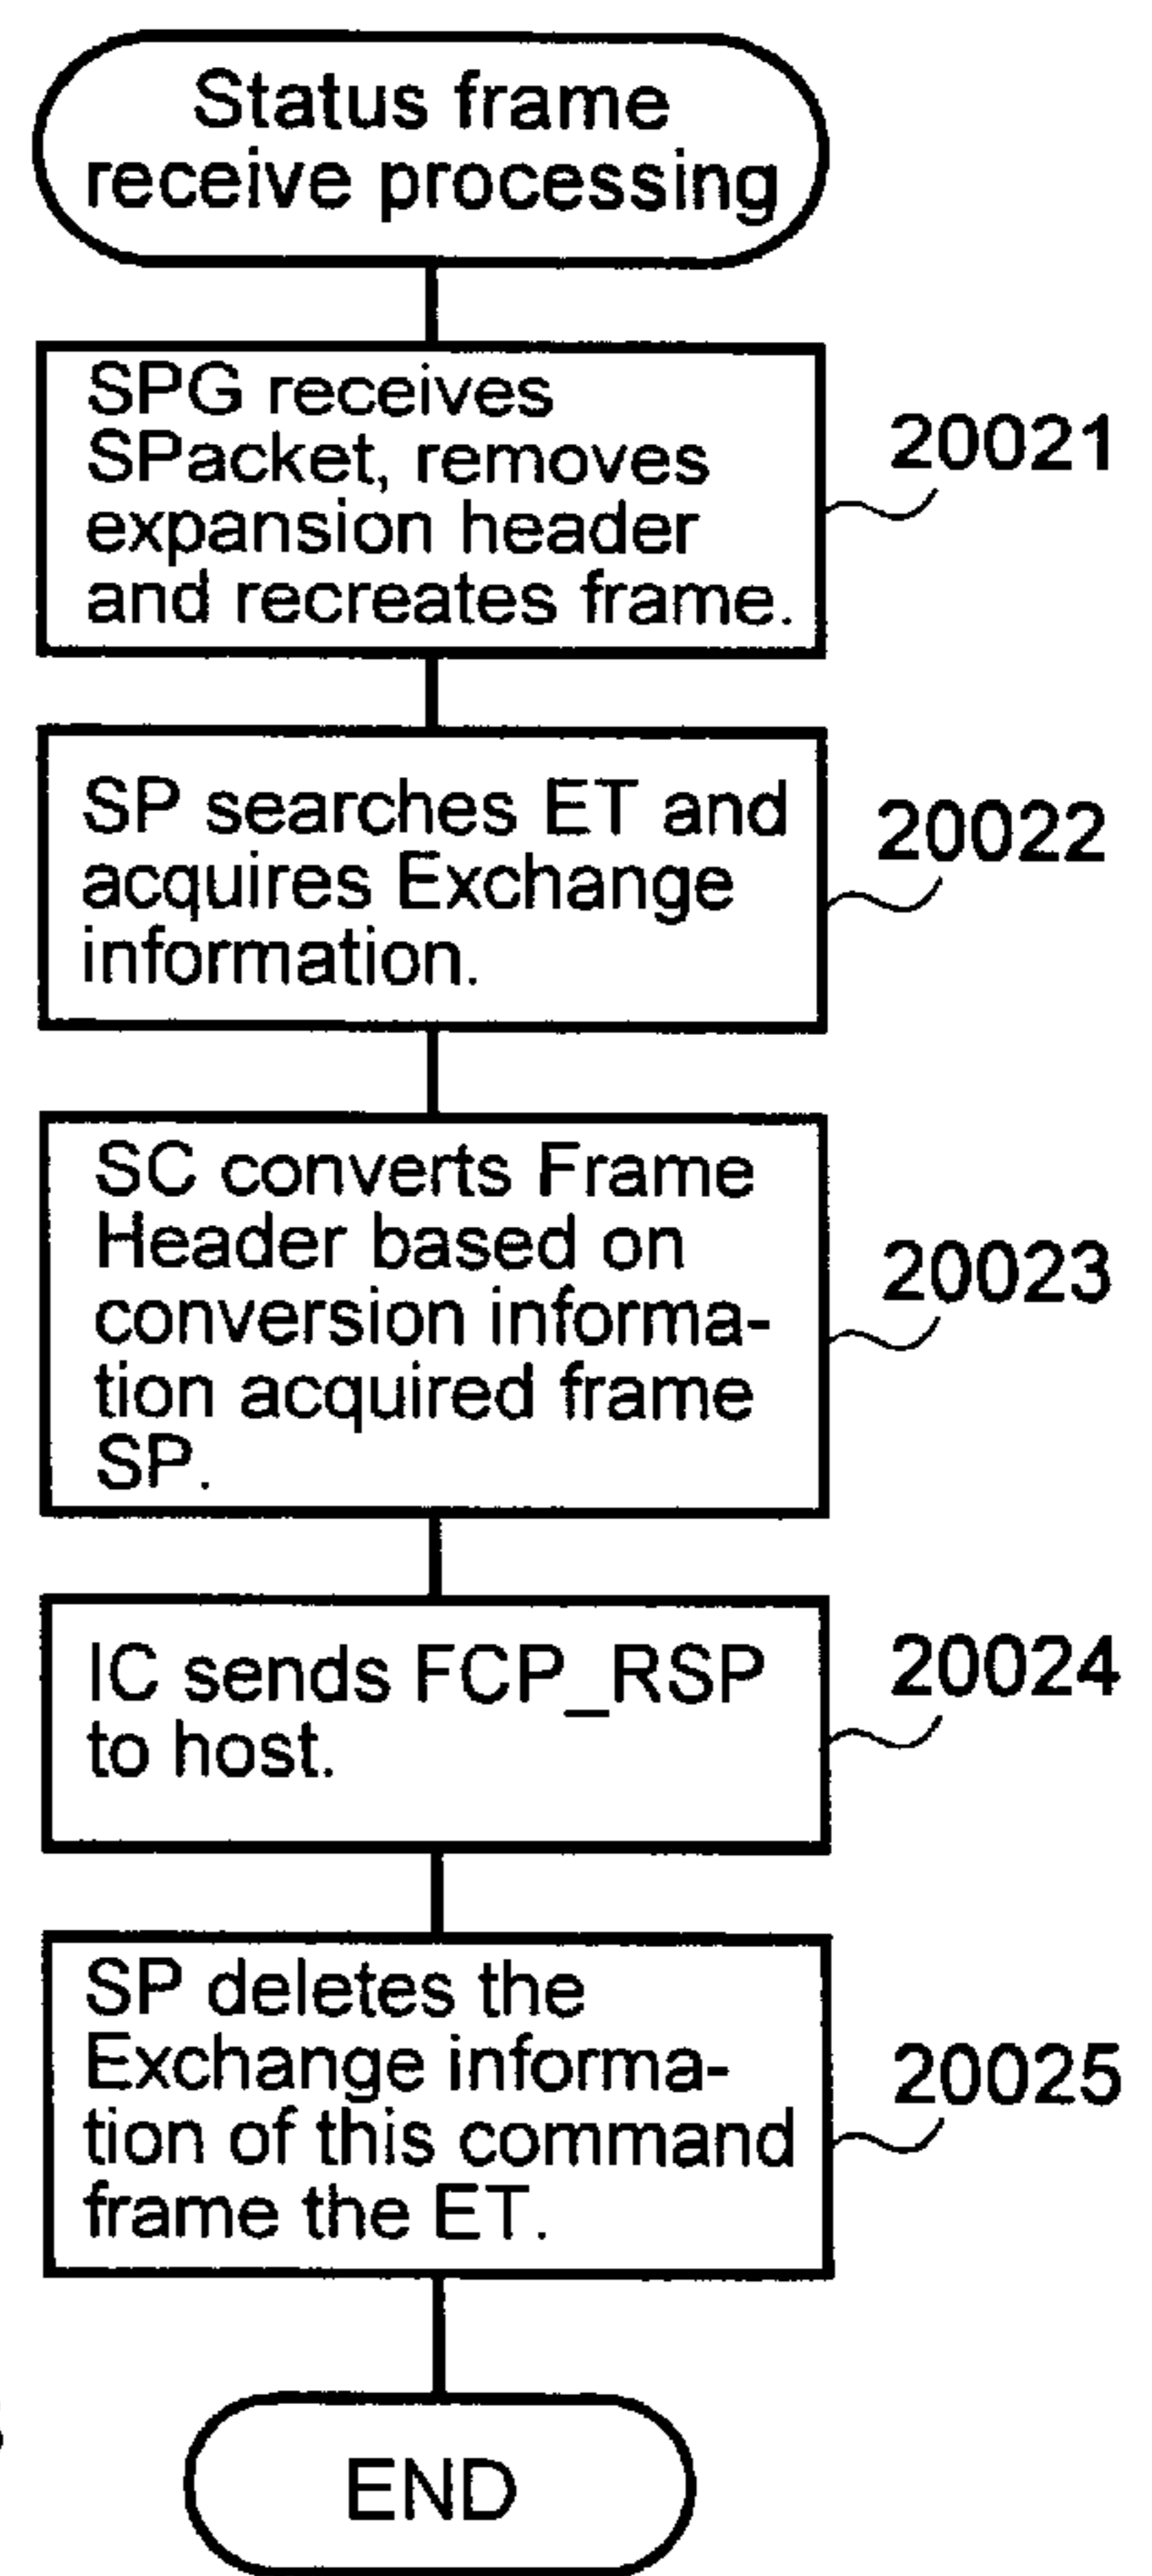 Status frame
receive processing
SPG receives
SPacket, removes
expansion header
and recreates frame.
20021
SP searches ET and
acquires Exchange
information.
20022
SC converts Frame
Header based on
conversion informa-
tion acquired frame
SP.
20023
IC sends FCP_RSP
to host.
20024
SP deletes the
Exchange informa-
tion of this command
frame the ET.
20025
END